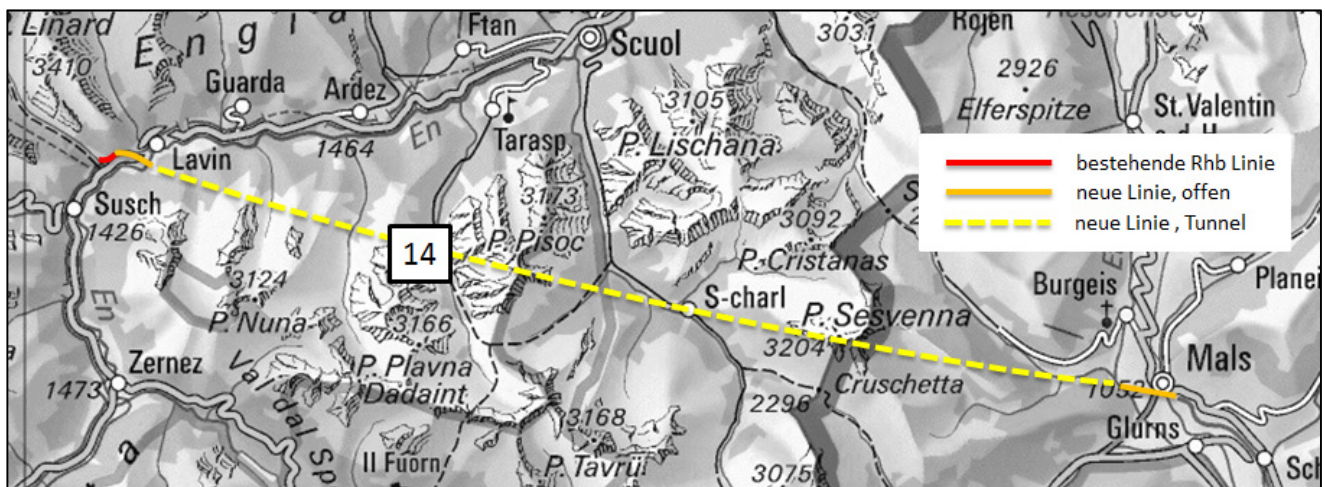 . Linard
3410
Engia
Ftan
Scuol
3031
Rojen
Reschensee
2926
Elferspitze
St. Valentin
a. d. H.
Guarda
Ardez
En
1464
Tarasp
3105
P. Lischana
Lavin
Susch
1426
3173
3092
bestehende Rhb Linie
neue Linie, offen
neue Linie , Tunnel
14
P. Pisoc
P. Cristanas
3124
P. Nuna
En
S-charl
Burgeis
Planei
P. Sesvenna
3204
Cruschetta
3166
P. Plavna
Dadaint
Zernez
1473
Val dal Sp
Mals
1052
Glurns
2296
3168
Il Fuorn
P. Tavrü
3075
Sch
a